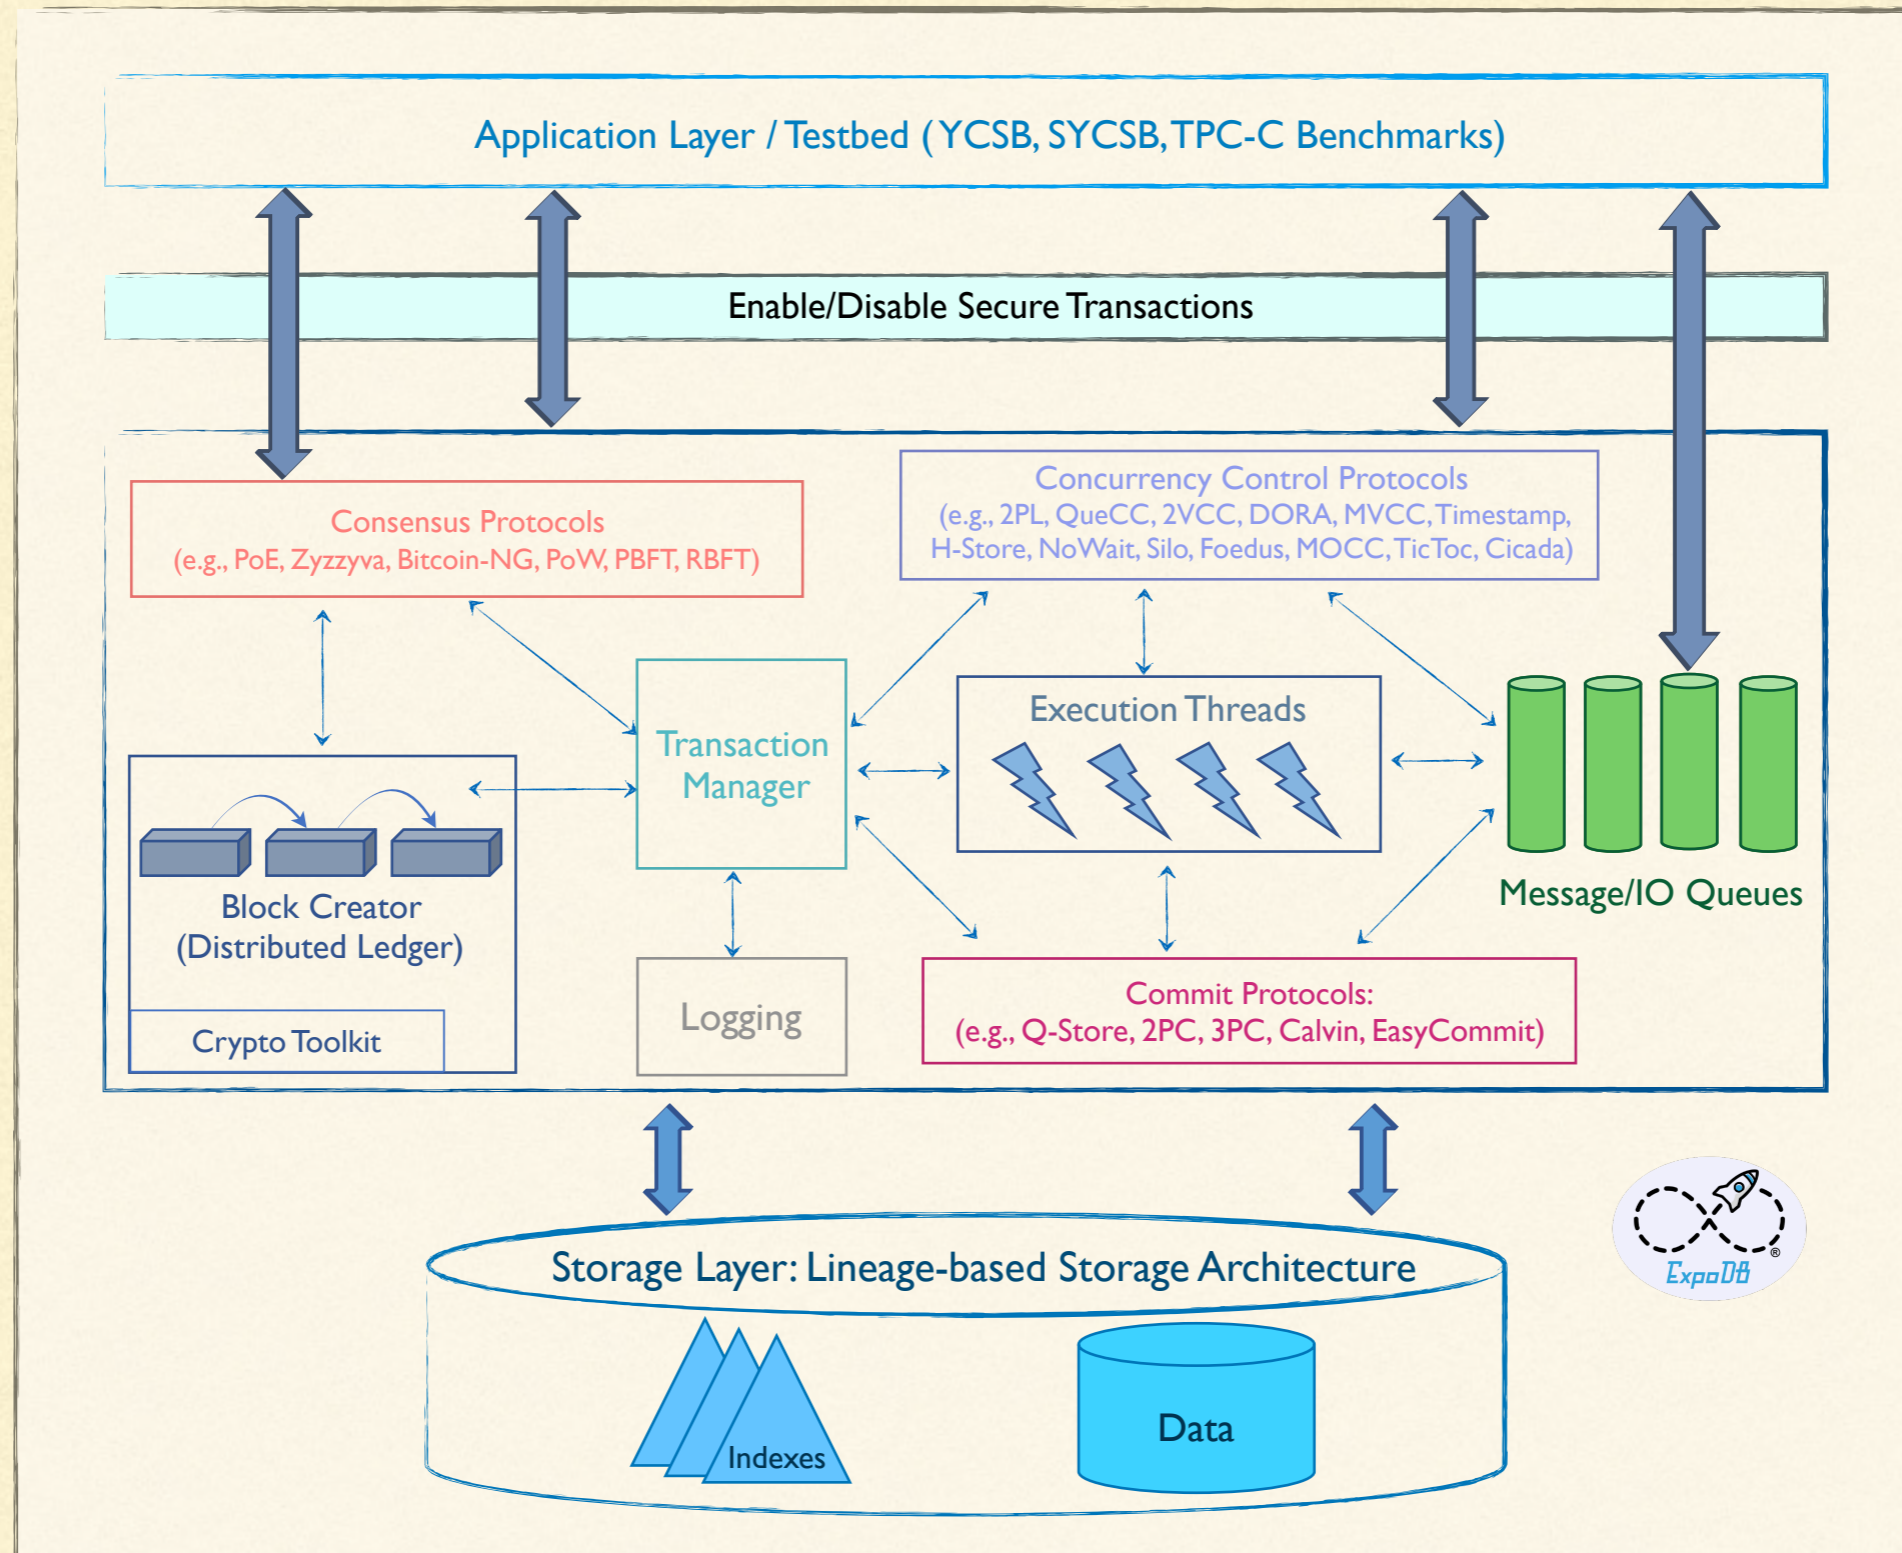 Application Layer / Testbed (YCSB, SYCSB, TPC-C Benchmarks)
Enable/Disable Secure Transactions
Consensus Protocols
(e.g., PoE, Zyzzyva, Bitcoin-NG, PoW, PBFT, RBFT)
Concurrency Control Protocols
(e.g., 2PL, QueCC, 2VCC, DORA, MVCC, Timestamp,
H-Store, NoWait, Silo, Foedus, MOCC, TicToc, Cicada)
Transaction
Manager
Execution Threads
Message/IO Queues
Block Creator
(Distributed Ledger)
Crypto Toolkit
Logging
Commit Protocols:
(e.g., Q-Store, 2PC, 3PC, Calvin, EasyCommit)
Storage Layer: Lineage-based Storage Architecture
Indexes
Data
®
ExpoDB